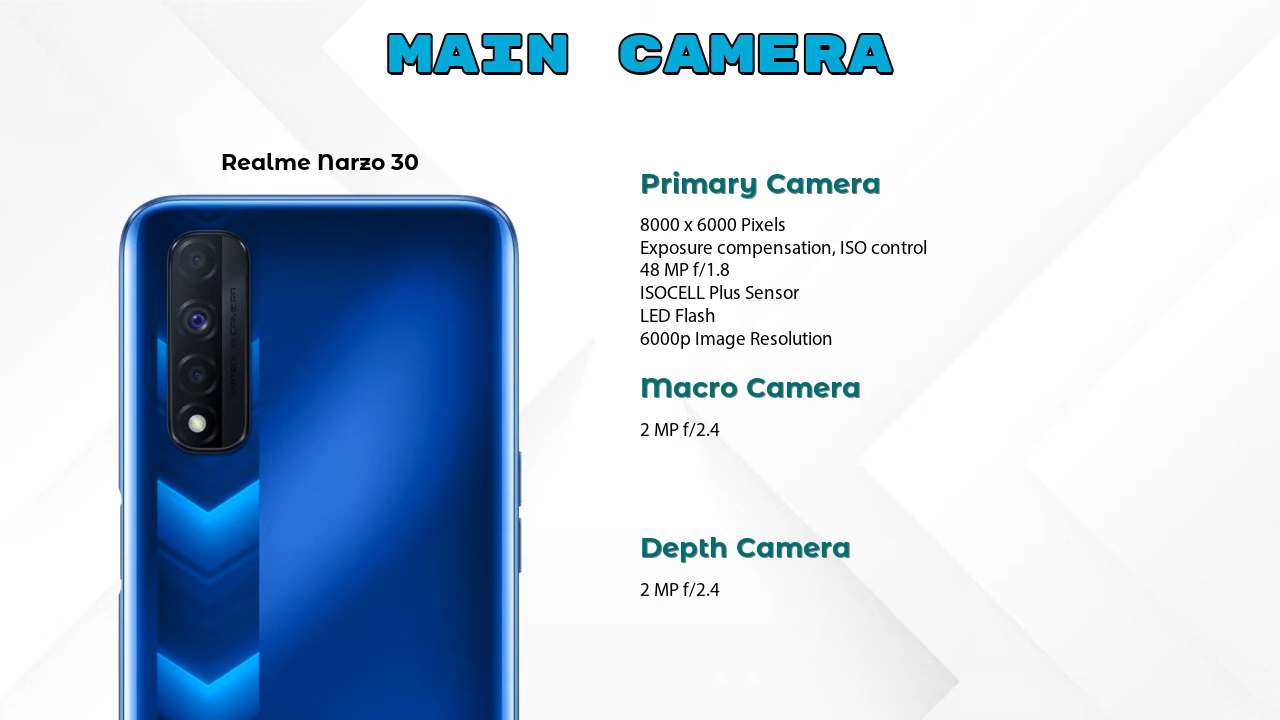 MAIN CAMERA
Realme Narzo 30
Primary Camera
8000 x 6000 Pixels
Exposure compensation, ISO control
48 MP f/1.8
ISOCELL Plus Sensor
LED Flash
6000p Image Resolution
Macro Camera
2 MP f/2.4
Depth Camera
2 MP f/2.4